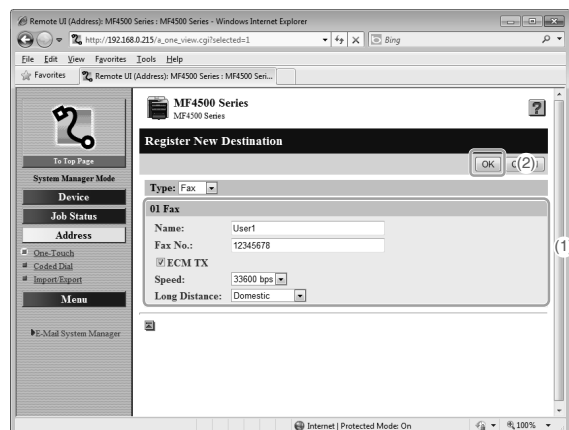 Remote UI (Address): MF4500 Series : MF4500 Series - Windows Internet Explorer
http://192.168.0.215/a_one_view.cgi?selected=1
Bing
File Edit View Favorites Tools Help
Favorites Remote UI (Address): MF4500 Series : MF4500 Seri...
MF4500 Series
MF4500 Series
?
Register New Destination
To Top Page
OK (2)
System Manager Mode
Type: Fax
Device
01 Fax
Job Status
Name: User1
Address
Fax No.: 12345678
(1
One-Touch
ECM TX
Coded Dial
Speed: 33600 bps
Import/Export
Long Distance: Domestic
Menu
E-Mail System Manager
Internet | Protected Mode: On
100%